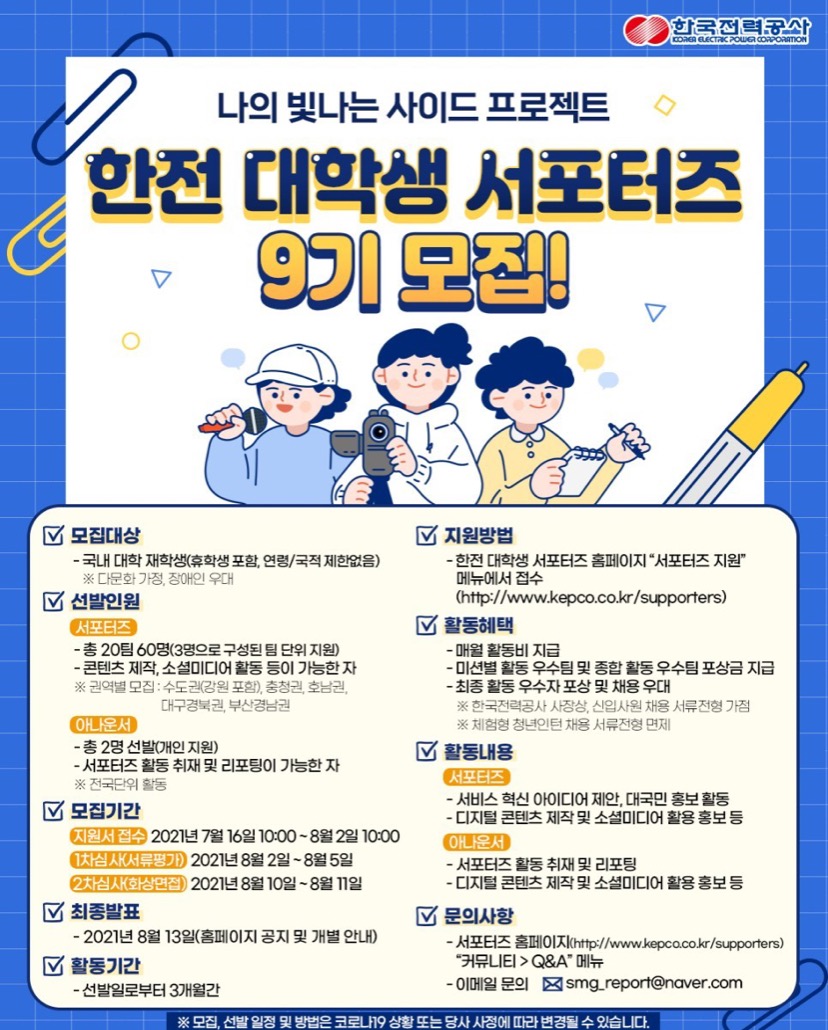 한국전력공사
KOREA ELECTRIC POWER CORPORATION
나의 빛나는 사이드 프로젝트
한전 대학생 서포터즈
9기 모집!
모집대상
- 국내 대학 재학생(휴학생 포함, 연령/국적 제한없음)
※ 다문화 가정, 장애인 우대
선발인원
서포터즈
- 총 20팀 60명(3명으로 구성된 팀 단위 지원)
- 콘텐츠 제작, 소셜미디어 활동 등이 가능한 자
※ 권역별 모집 : 수도권(강원 포함), 충청권, 호남권,
대구경북권, 부산경남권
아나운서
- 총 2명 선발(개인 지원)
- 서포터즈 활동 취재 및 리포팅이 가능한 자
※ 전국단위 활동
모집기간
지원서 접수 2021년 7월 16일 10:00 ~ 8월 2일 10:00
1차심사(서류평가) 2021년 8월 2일 ~ 8월 5일
2차심사(화상면접) 2021년 8월 10일 ~ 8월 11일
최종발표
- 2021년 8월 13일(홈페이지 공지 및 개별 안내)
활동기간
- 선발일로부터 3개월간
지원방법
- 한전 대학생 서포터즈 홈페이지 “서포터즈 지원”
메뉴에서 접수
(http://www.kepco.co.kr/supporters)
활동혜택
- 매월 활동비 지급
- 미션별 활동 우수팀 및 종합 활동 우수팀 포상금 지급
- 최종 활동 우수자 포상 및 채용 우대
※ 한국전력공사 사장상, 신입사원 채용 서류전형 가점
※ 체험형 청년인턴 채용 서류전형 면제
활동내용
서포터즈
- 서비스 혁신 아이디어 제안, 대국민 홍보 활동
- 디지털 콘텐츠 제작 및 소셜미디어 활용 홍보 등
아나운서
- 서포터즈 활동 취재 및 리포팅
- 디지털 콘텐츠 제작 및 소셜미디어 활용 홍보 등
문의사항
- 서포터즈 홈페이지(http://www.kepco.co.kr/supporters)
“커뮤니티 > Q&A” 메뉴
- 이메일 문의 smg_report@naver.com
※ 모집, 선발 일정 및 방법은 코로나19 상황 또는 당사 사정에 따라 변경될 수 있습니다.